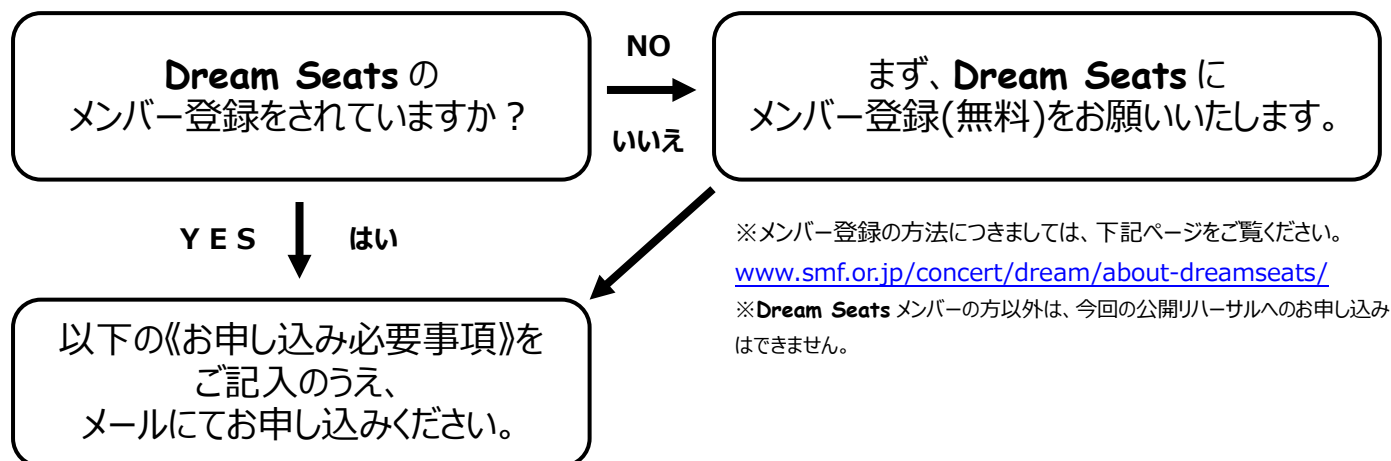 Dream Seats の
メンバー登録をされていますか？
NO
いいえ
まず、Dream Seats に
メンバー登録(無料)をお願いいたします。
ＹＥＳ はい
※メンバー登録の方法につきましては、下記ページをご覧ください。
www.smf.or.jp/concert/dream/about-dreamseats/
※Dream Seats メンバーの方以外は、今回の公開リハーサルへのお申し込み
はできません。
以下の《お申し込み必要事項》を
ご記入のうえ、
メールにてお申し込みください。